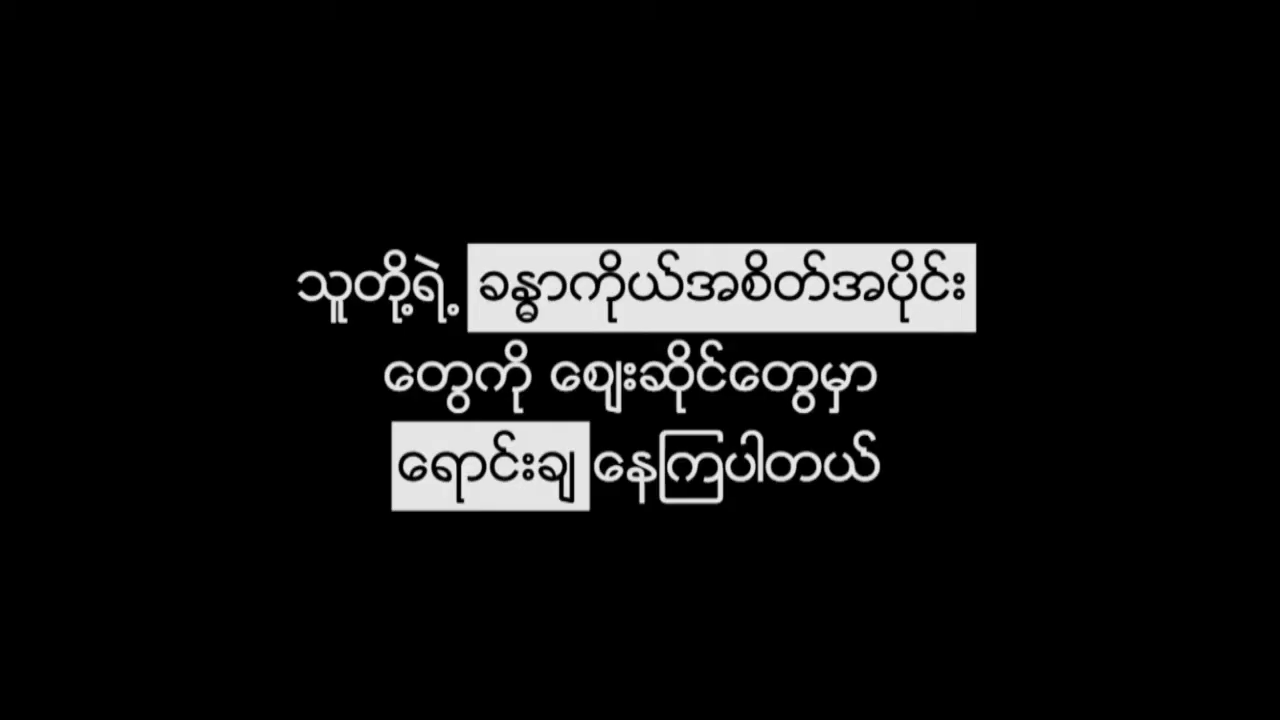 သူတို့ရဲ့ ခန္ဓာကိုယ်အစိတ်အပိုင်း
တွေကို ဈေးဆိုင်တွေမှာ
ရောင်းချ နေကြပါတယ်